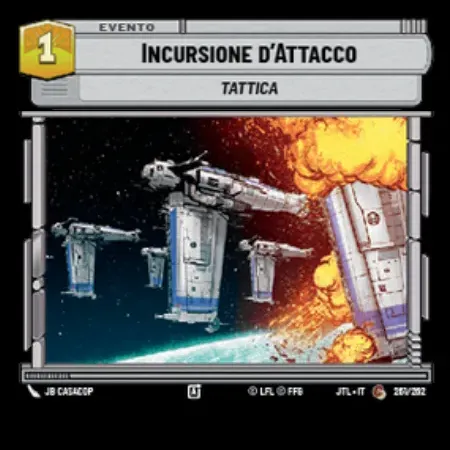 EVENTO
1
INCURSIONE D'ATTACCO
TATTICA
JB CASACOP
A
© LFL © FFG
JTL • IT
261/262